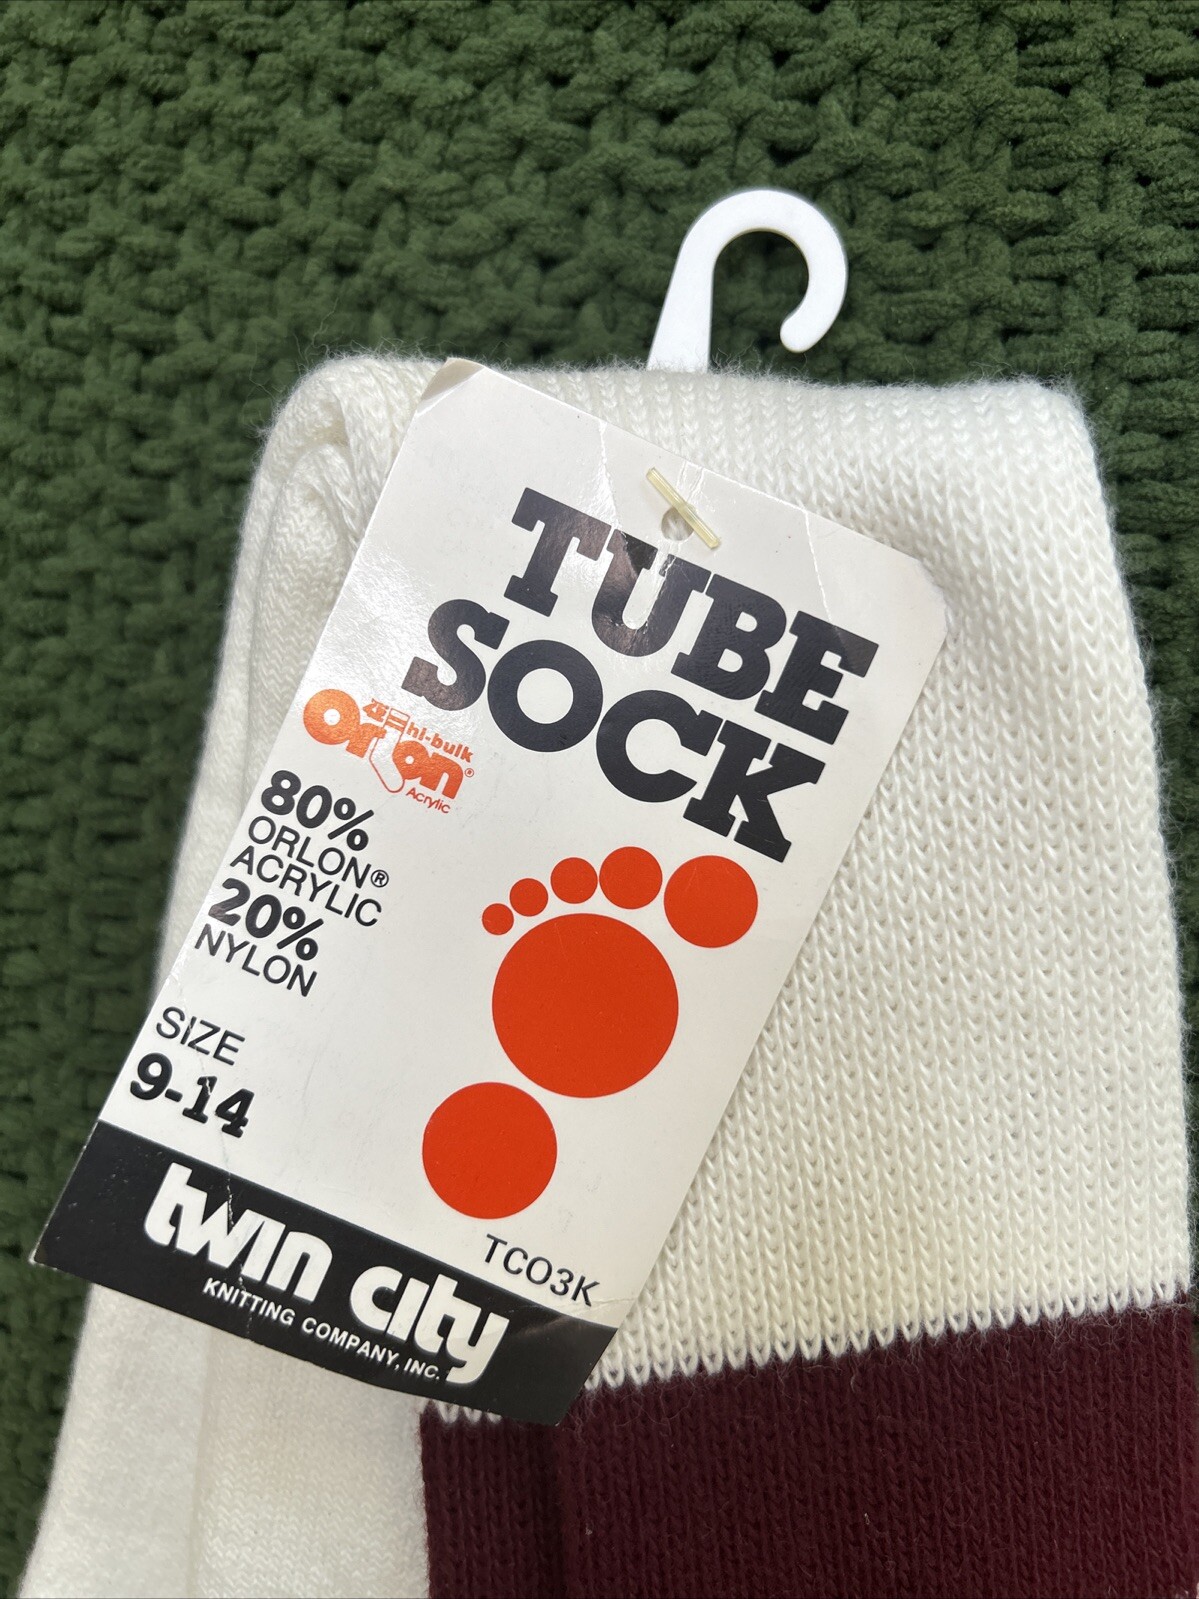 TUBE
SOCK
hi-bulk
Orlon®
Acrylic
80%
ORLON®
ACRYLIC
20%
NYLON
SIZE
9-14
TCO3K
twin city
KNITTING COMPANY, INC.